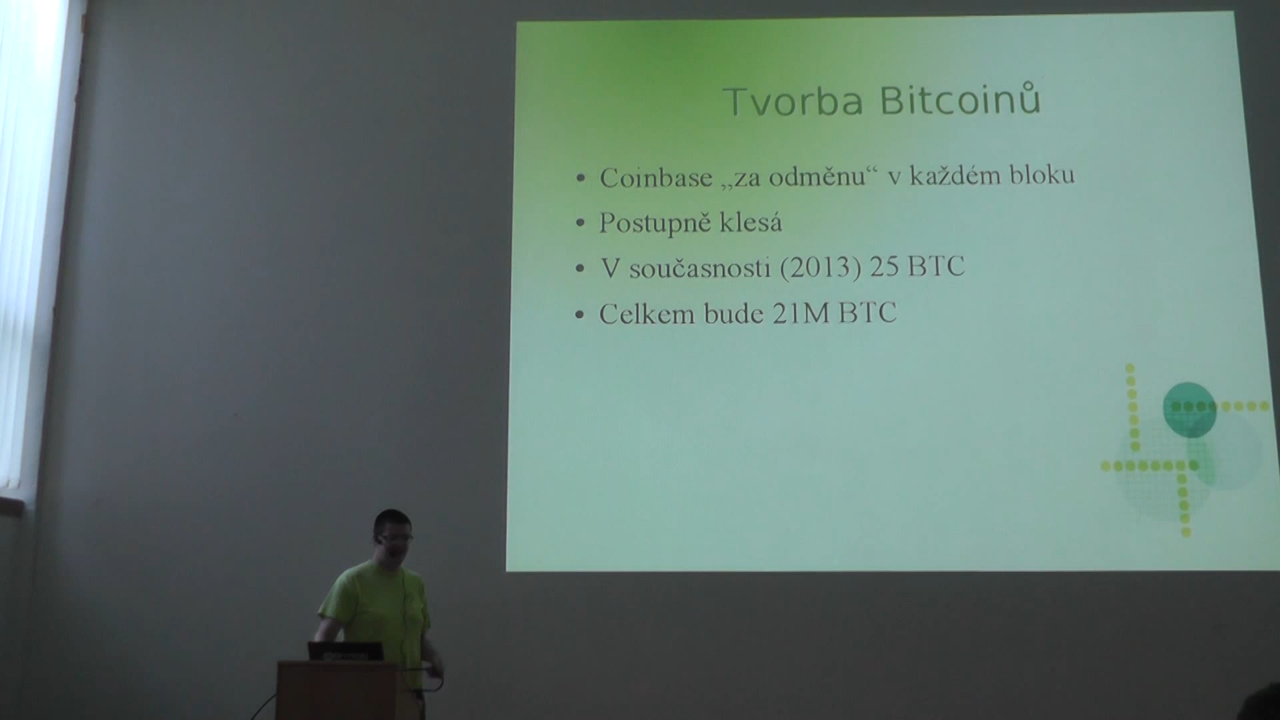 Tvorba Bitcoinů
• Coinbase „za odměnu“ v každém bloku
• Postupně klesá
• V současnosti (2013) 25 BTC
• Celkem bude 21M BTC